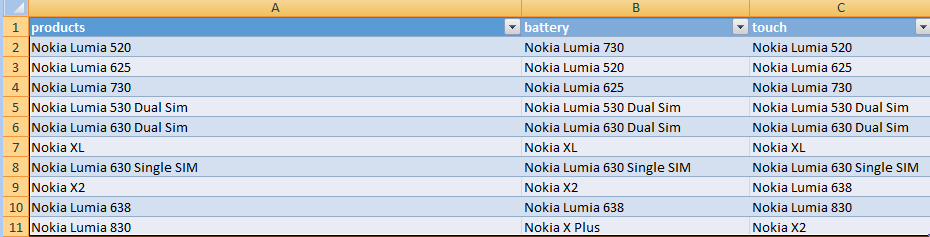 A B C
1 products battery touch
2 Nokia Lumia 520 Nokia Lumia 730 Nokia Lumia 520
3 Nokia Lumia 625 Nokia Lumia 520 Nokia Lumia 625
4 Nokia Lumia 730 Nokia Lumia 625 Nokia Lumia 730
5 Nokia Lumia 530 Dual Sim Nokia Lumia 530 Dual Sim Nokia Lumia 530 Dual Sim
6 Nokia Lumia 630 Dual Sim Nokia Lumia 630 Dual Sim Nokia Lumia 630 Dual Sim
7 Nokia XL Nokia XL Nokia XL
8 Nokia Lumia 630 Single SIM Nokia Lumia 630 Single SIM Nokia Lumia 630 Single SIM
9 Nokia X2 Nokia X2 Nokia Lumia 638
10 Nokia Lumia 638 Nokia Lumia 638 Nokia Lumia 830
11 Nokia Lumia 830 Nokia X Plus Nokia X2